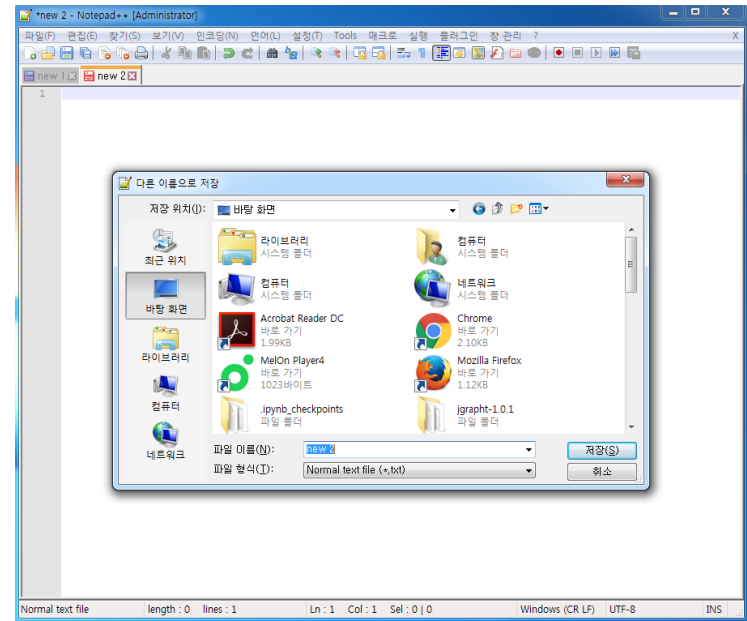 *new 2 - Notepad++ [Administrator]
파일(F) 편집(E) 찾기(S) 보기(V) 인코딩(N) 언어(L) 설정(T) Tools 매크로 실행 플러그인 창 관리 ? X
new 1 new 2
1
다른 이름으로 저장
저장 위치(I): 바탕 화면
최근 위치
바탕 화면
라이브러리
컴퓨터
네트워크
라이브러리
시스템 폴더
컴퓨터
시스템 폴더
컴퓨터
시스템 폴더
네트워크
시스템 폴더
Acrobat Reader DC
바로 가기
1.99KB
Chrome
바로 가기
2.10KB
MelOn Player4
바로 가기
1023바이트
Mozilla Firefox
바로 가기
1.12KB
.ipynb_checkpoints
파일 폴더
jgrapht-1.0.1
파일 폴더
파일 이름(N): new 2 저장(S)
파일 형식(T): Normal text file (*.txt) 취소
Normal text file length : 0 lines : 1 Ln : 1 Col : 1 Sel : 0 | 0 Windows (CR LF) UTF-8 INS